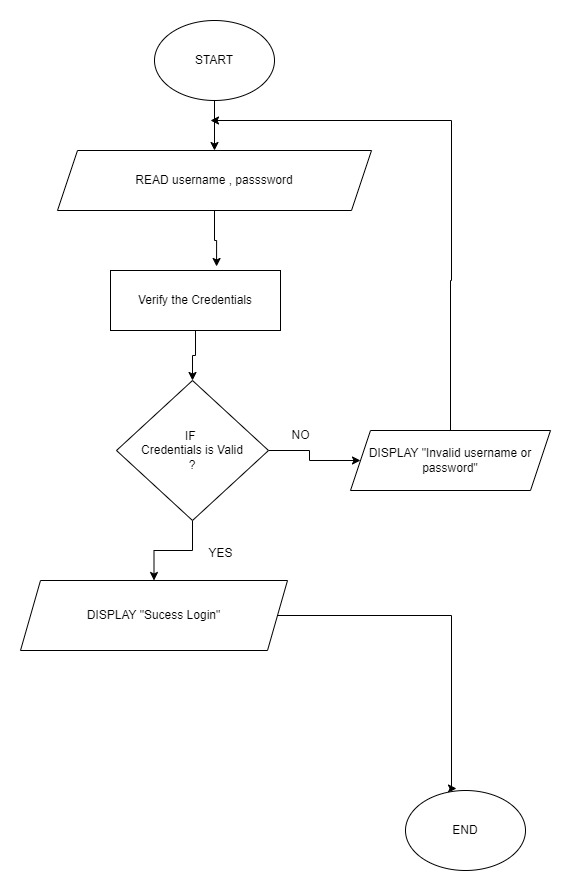 START
READ username , passsword
Verify the Credentials
IF
Credentials is Valid
?
NO
DISPLAY "Invalid username or
password"
YES
DISPLAY "Sucess Login"
END